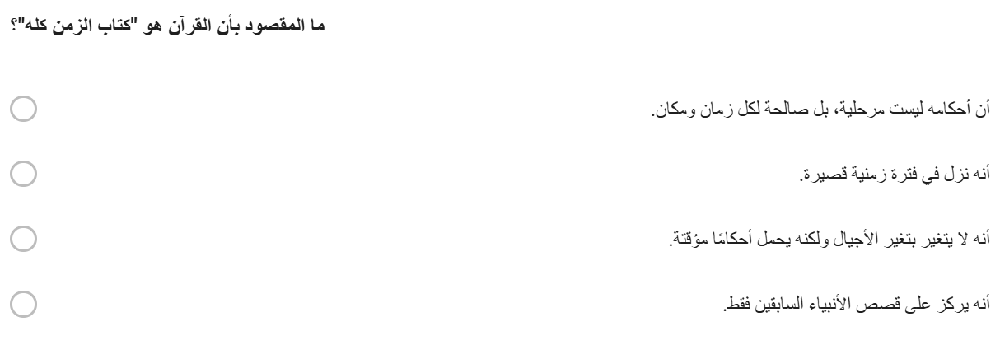 ما المقصود بأن القرآن هو "كتاب الزمن كله"؟
أن أحكامه ليست مرحلية، بل صالحة لكل زمان ومكان.
أنه نزل في فترة زمنية قصيرة.
أنه لا يتغير بتغير الأجيال ولكنه يحمل أحكامًا مؤقتة.
أنه يركز على قصص الأنبياء السابقين فقط.